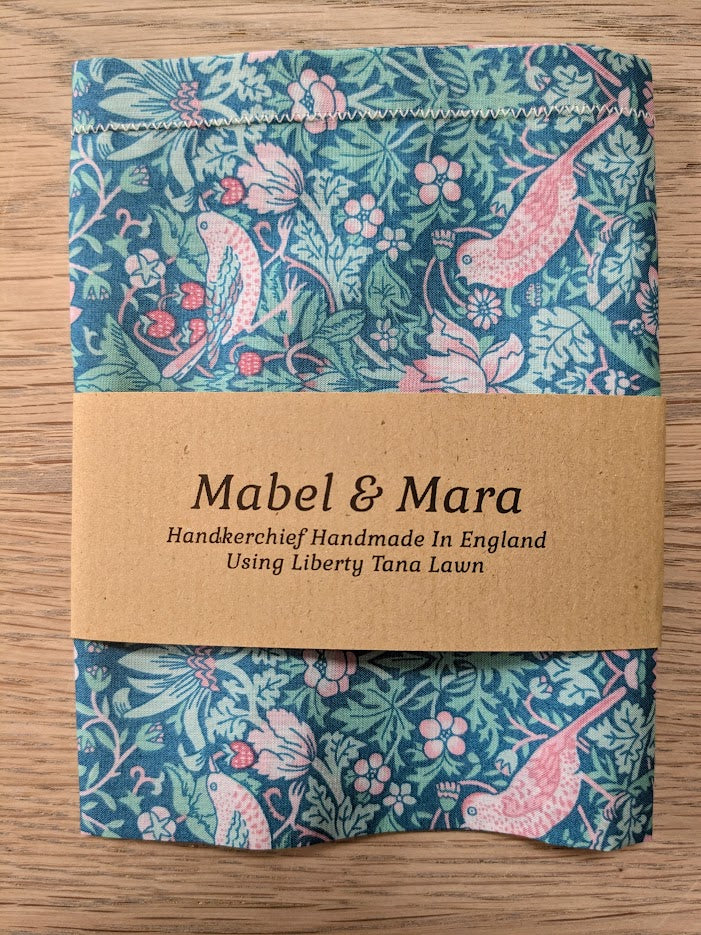 Mabel & Mara
Handkerchief Handmade In England
Using Liberty Tana Lawn